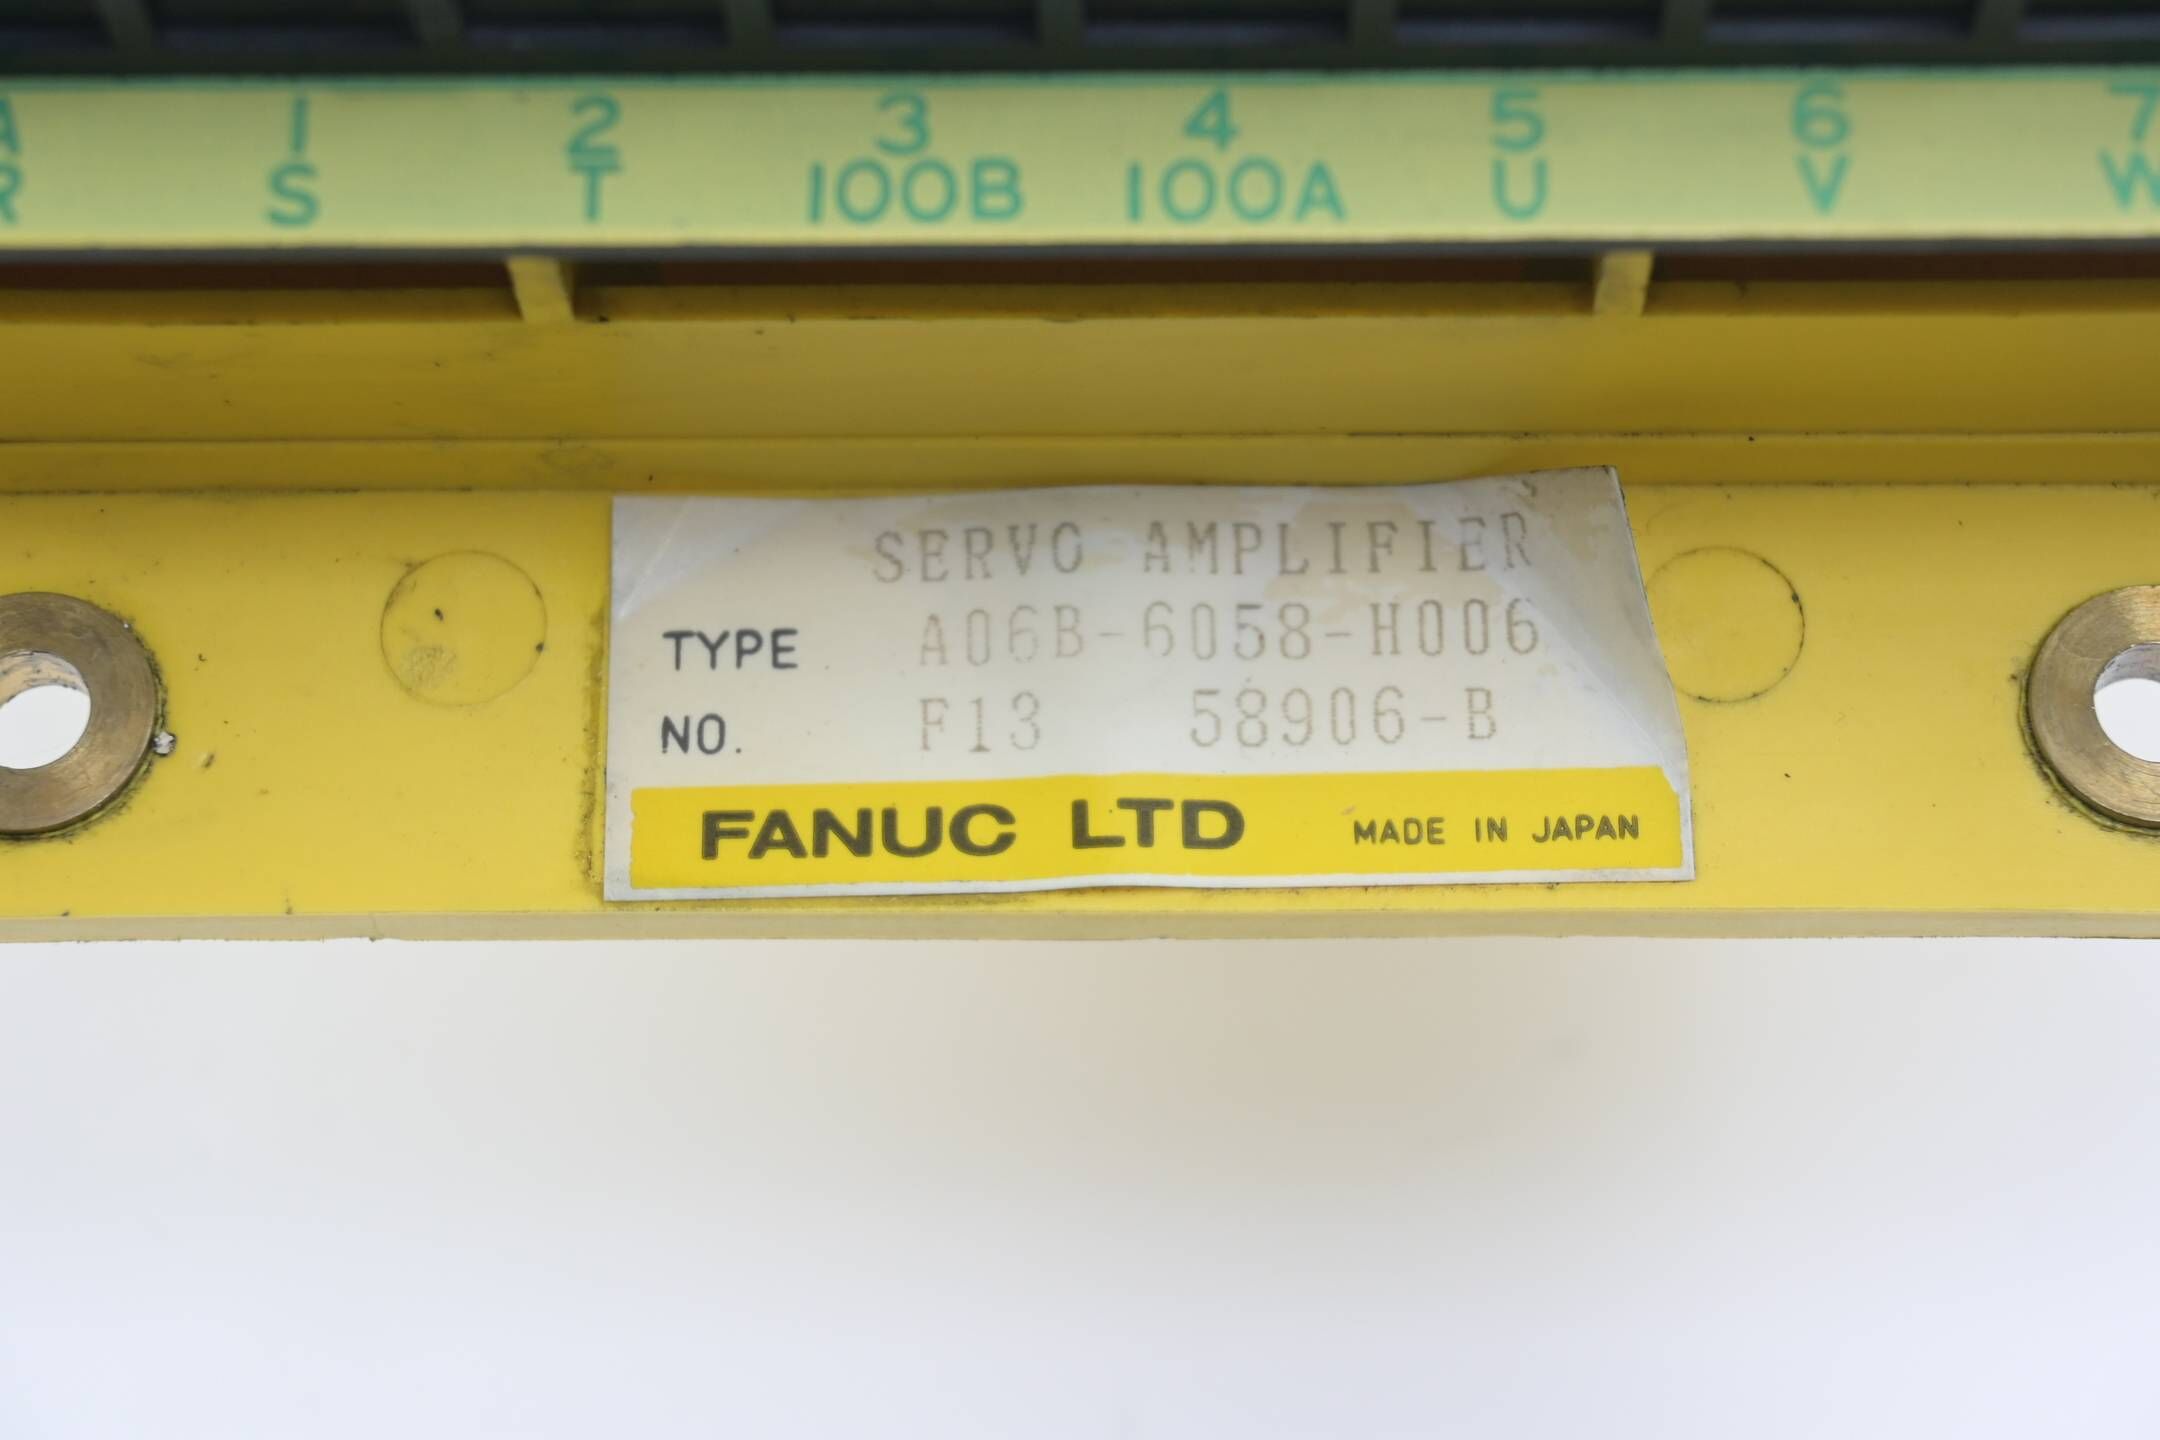 A 1 2 3 4 5 6 7
R S T 100B 100A U V W
SERVO AMPLIFIER
TYPE A06B-6058-H006
NO. F13 58906-B
FANUC LTD MADE IN JAPAN